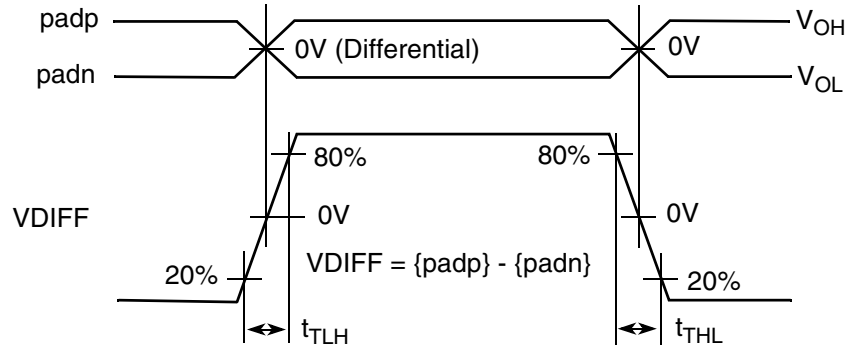 padp
V_OH
0V (Differential)
0V
padn
V_OL
80%
80%
VDIFF
0V
0V
VDIFF = {padp} - {padn}
20%
20%
t_TLH
t_THL